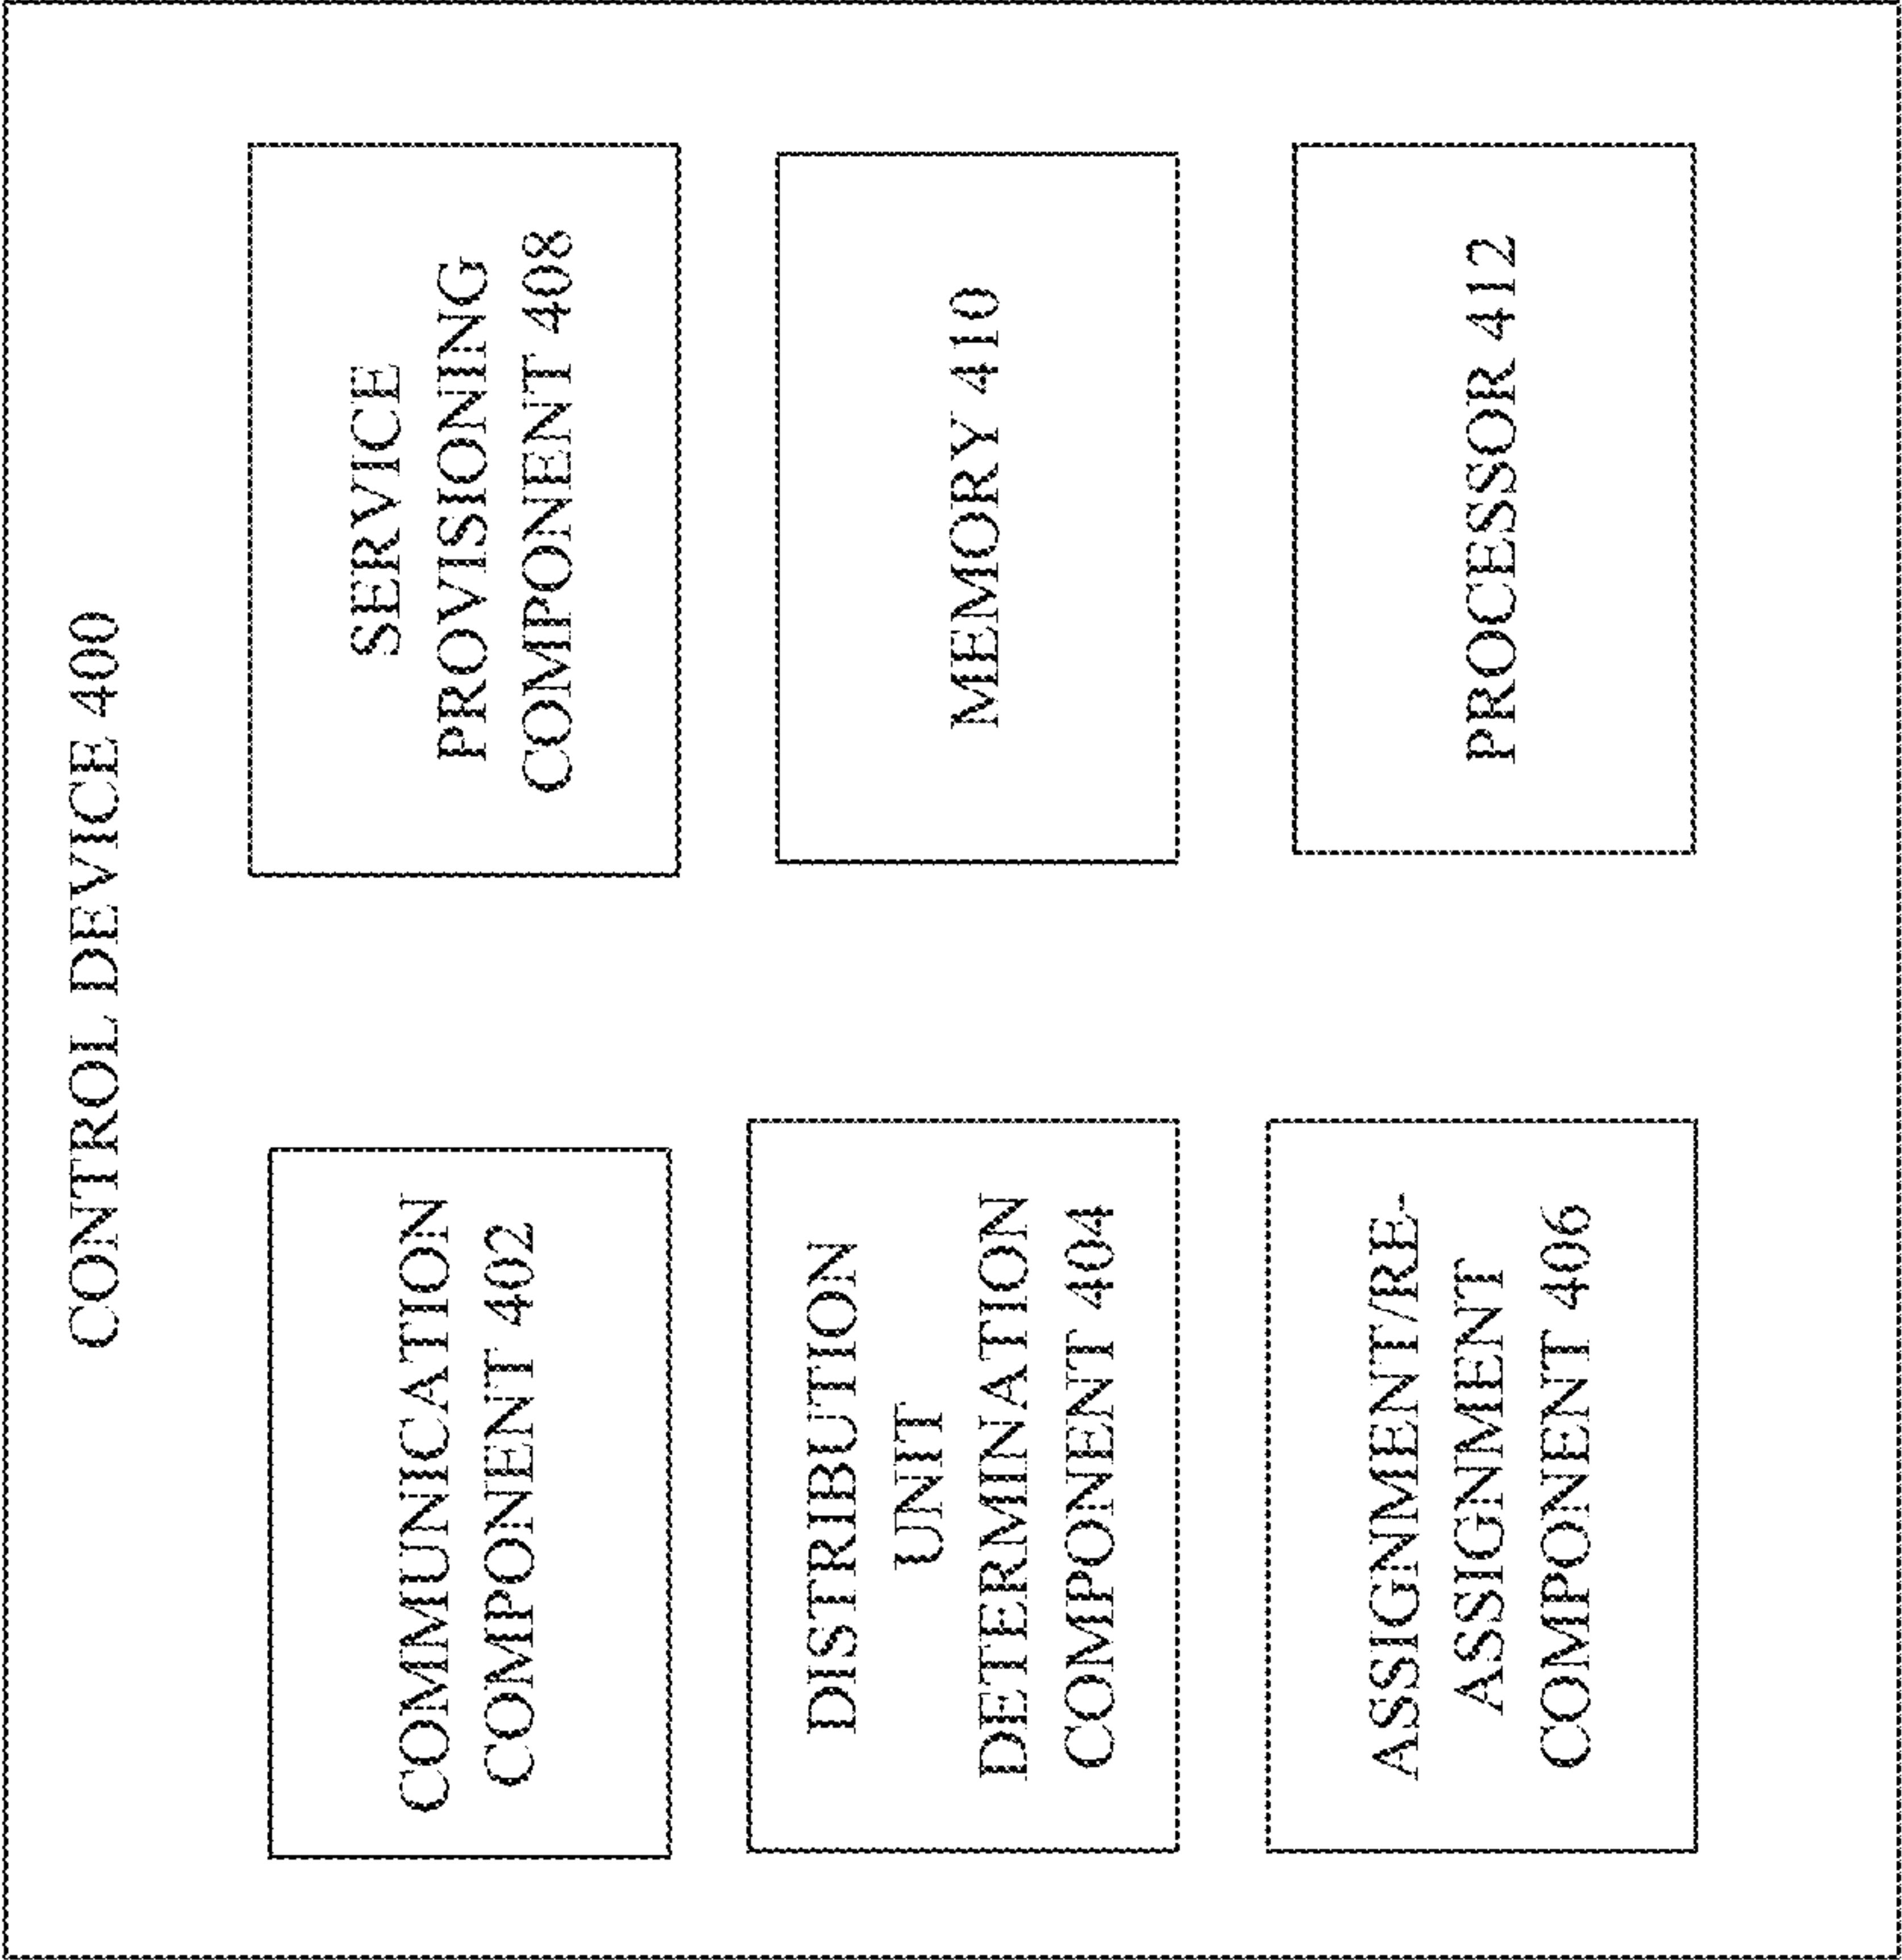 CONTROL DEVICE 400
COMMUNICATION
COMPONENT 402
DISTRIBUTION
UNIT
DETERMINATION
COMPONENT 404
ASSIGNMENT/RE-
ASSIGNMENT
COMPONENT 406
SERVICE
PROVISIONING
COMPONENT 408
MEMORY 410
PROCESSOR 412